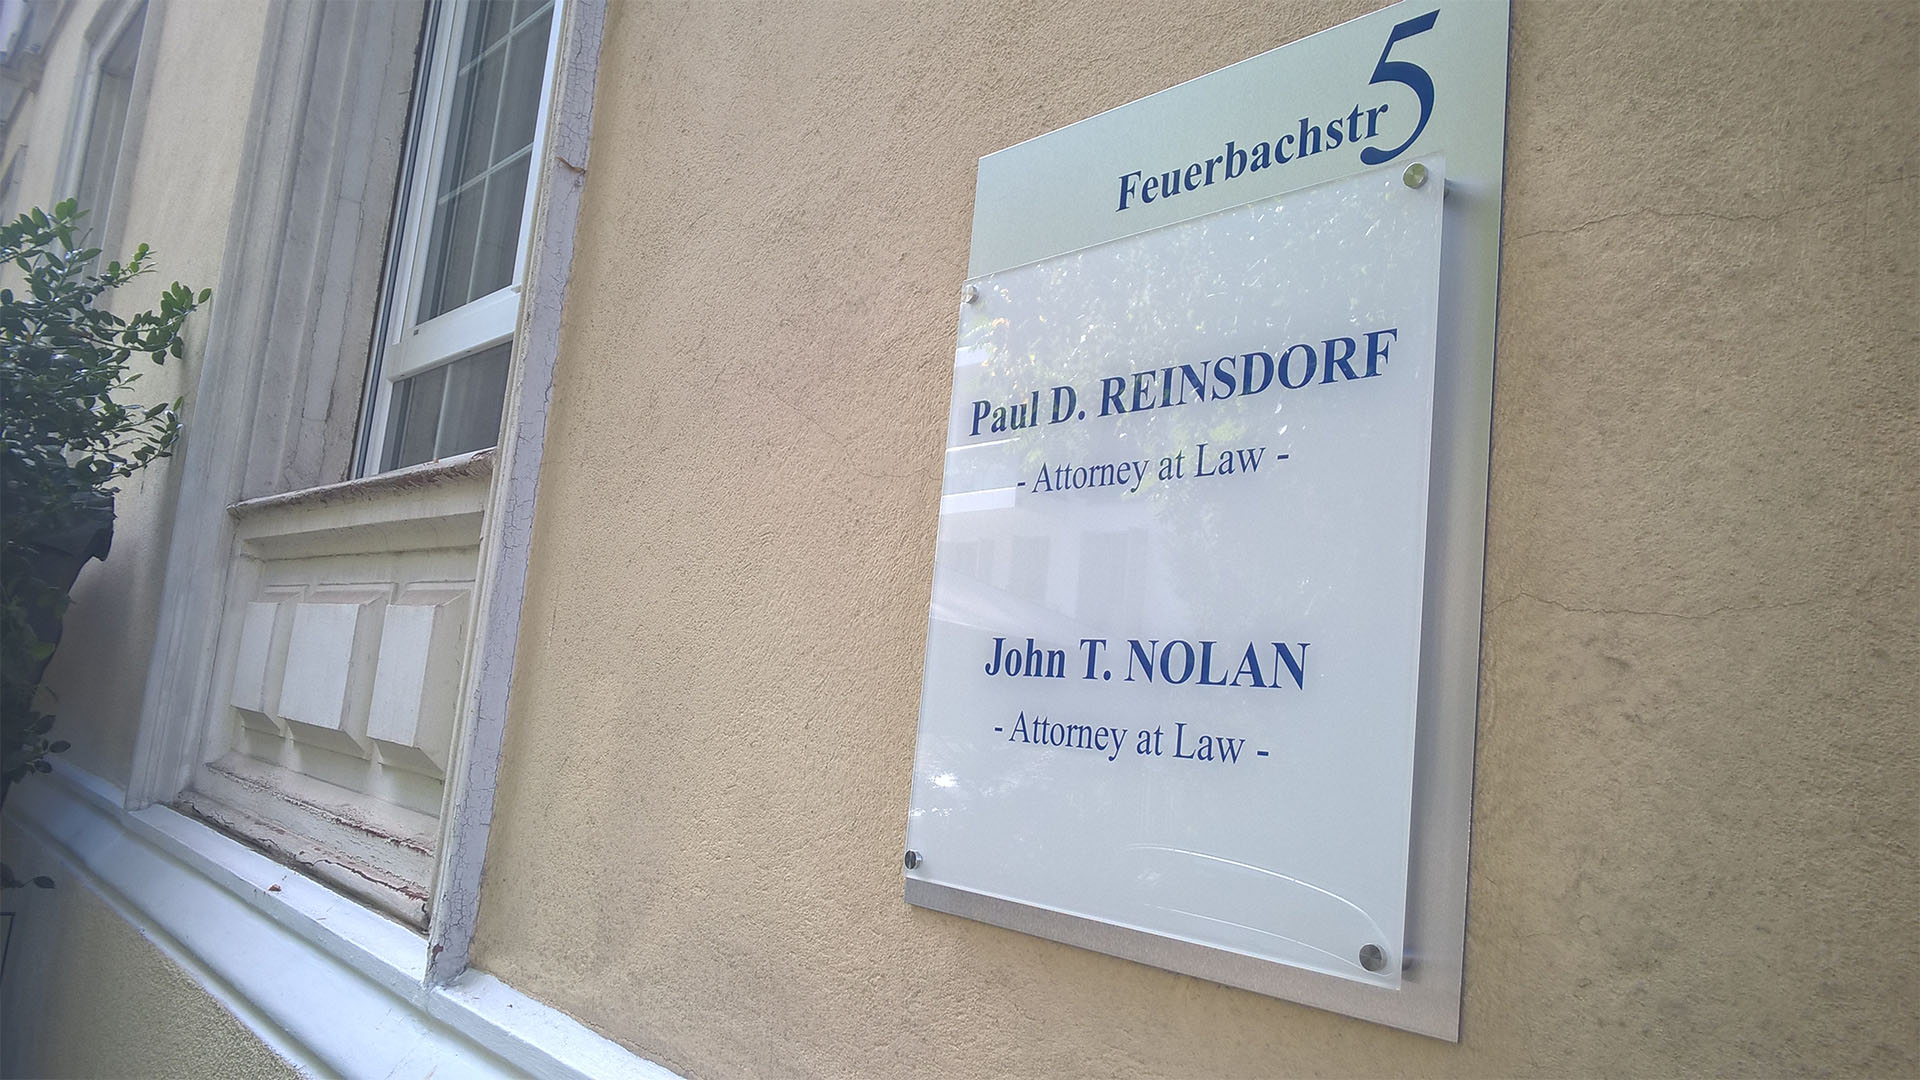 Feuerbachstr 5
Paul D. REINSDORF
- Attorney at Law -
John T. NOLAN
- Attorney at Law -